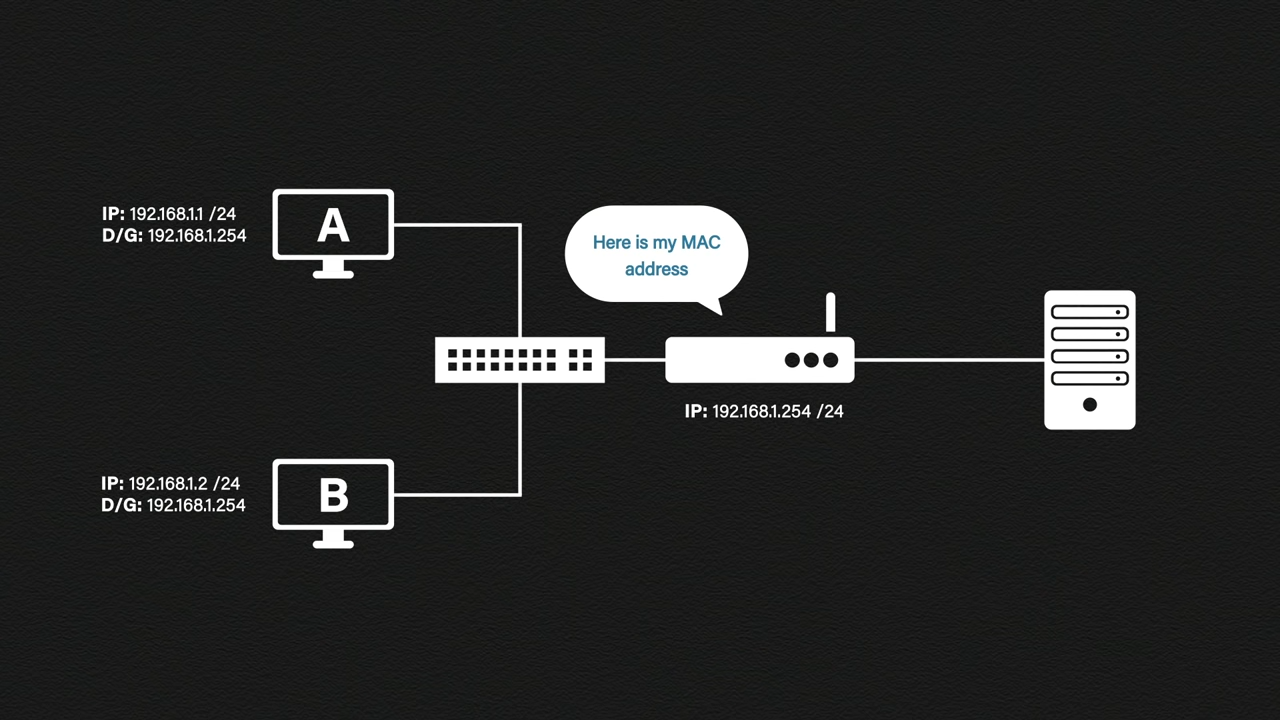 IP: 192.168.1.1 /24
D/G: 192.168.1.254
A
Here is my MAC
address
IP: 192.168.1.254 /24
IP: 192.168.1.2 /24
D/G: 192.168.1.254
B